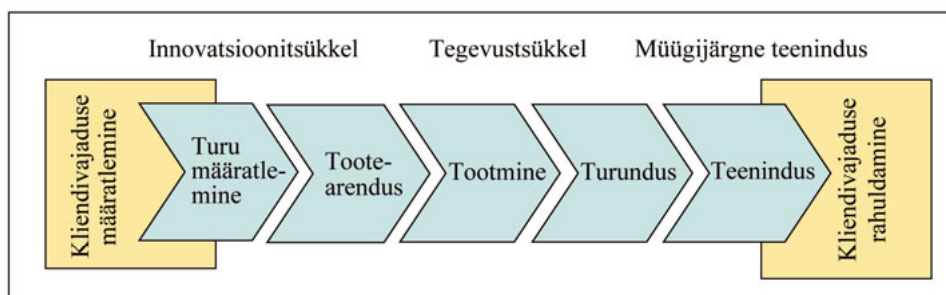 Innovatsioonitsükkel
Tegevustsükkel
Müügijärgne teenindus
Kliendivajaduse
määratlemine
Turu
määratle-
mine
Toote-
arendus
Tootmine
Turundus
Teenindus
Kliendivajaduse
rahuldamine